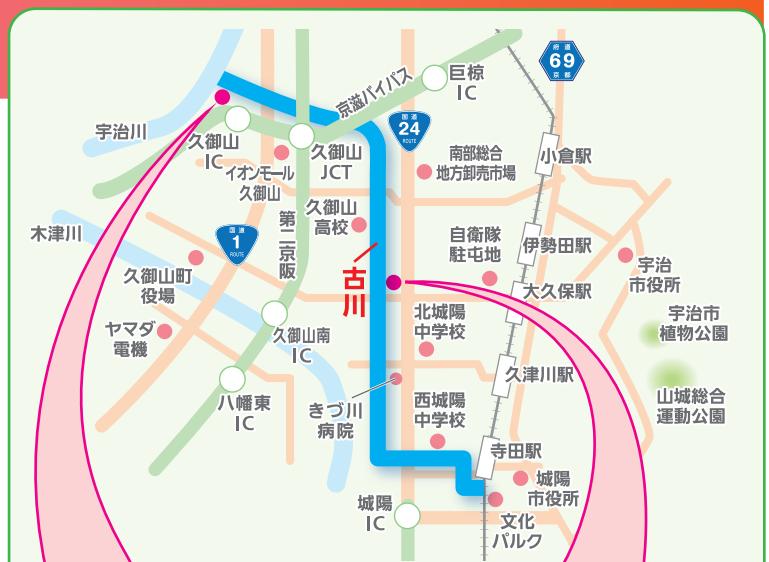 府道
69
京都
巨椋
IC
京滋バイパス
国道
24
ROUTE
宇治川
久御山
IC
久御山
JCT
イオンモール
久御山
南部総合
地方卸売市場
小倉駅
木津川
国道
1
ROUTE
第二京阪
久御山
高校
自衛隊
駐屯地
伊勢田駅
宇治
市役所
久御山町
役場
古川
大久保駅
ヤマダ
電機
久御山南
IC
北城陽
中学校
宇治市
植物公園
久津川駅
八幡東
IC
きづ川
病院
西城陽
中学校
山城総合
運動公園
寺田駅
城陽
市役所
城陽
IC
文化
パルク